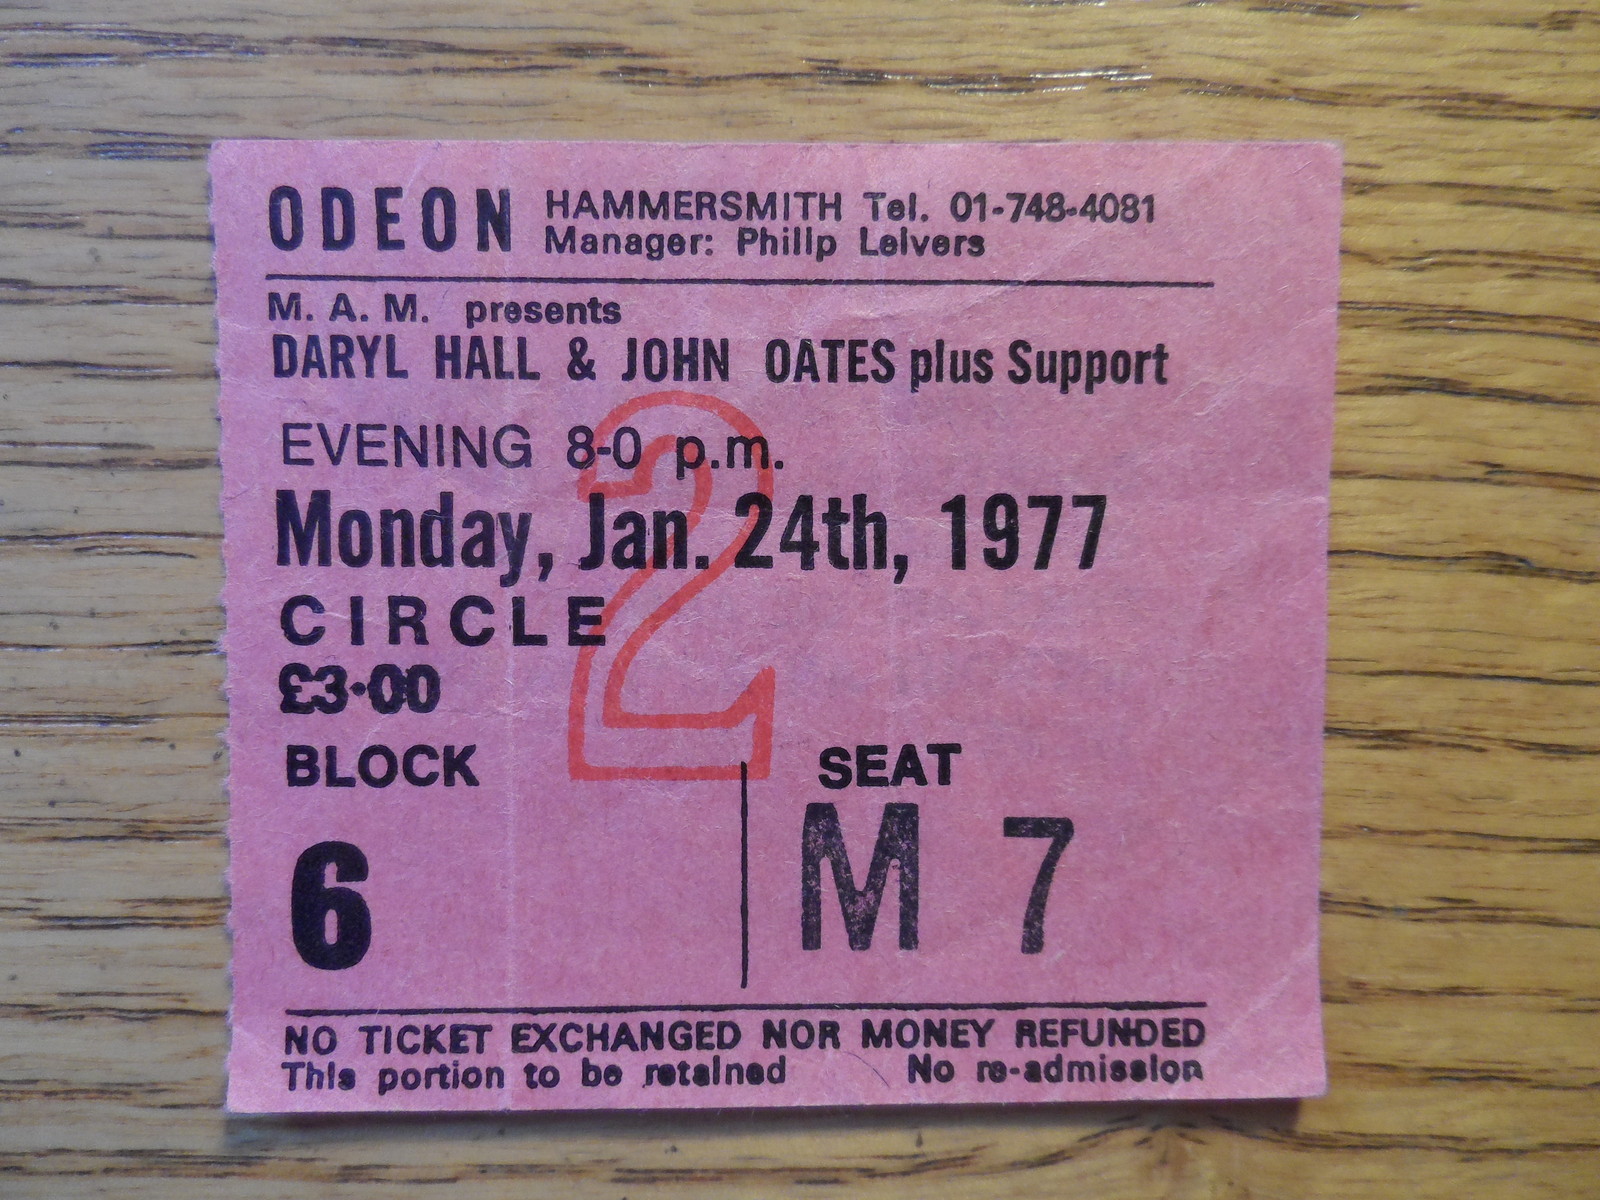 ODEON HAMMERSMITH Tel. 01-748-4081
Manager: Philip Leivers
M. A. M. presents
DARYL HALL & JOHN OATES plus Support
EVENING 8-0 p.m.
Monday, Jan. 24th, 1977
CIRCLE
£3·00
2
BLOCK SEAT
6 M 7
NO TICKET EXCHANGED NOR MONEY REFUNDED
This portion to be retained No re-admission